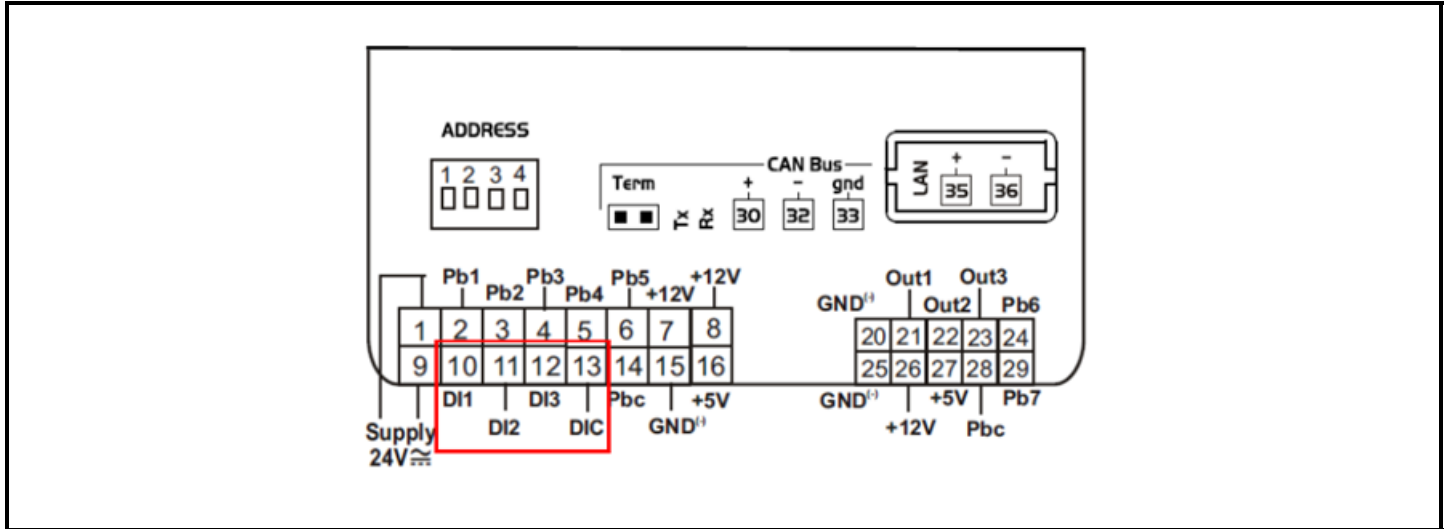 ADDRESS
1 2 3 4
CAN Bus
Term + - gnd
Tx Rx 30 32 33
LAN + -
35 36
Pb1 Pb2 Pb3 Pb4 Pb5 +12V +12V
1 2 3 4 5 6 7 8
9 10 11 12 13 14 15 16
DI1 DI2 DI3 DIC Pbc GND(-) +5V
Supply
24V
GND(-) Out1 Out2 Out3 Pb6
20 21 22 23 24
25 26 27 28 29
GND(-) +12V +5V Pbc Pb7